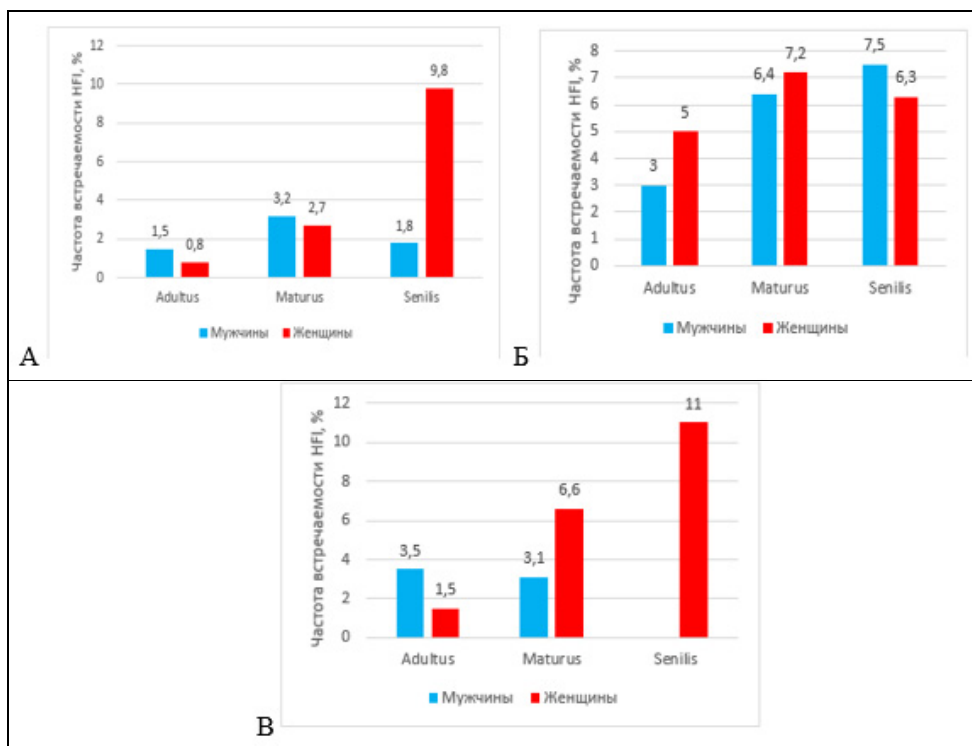 Частота встречаемости HFI, %
12
10
8
6
4
2
0
1,5
0,8
3,2
2,7
1,8
9,8
Adultus
Maturus
Senilis
Мужчины
Женщины
А
Частота встречаемости HFI, %
8
7
6
5
4
3
2
1
0
3
5
6,4
7,2
7,5
6,3
Adultus
Maturus
Senilis
Мужчины
Женщины
Б
Частота встречаемости HFI, %
12
10
8
6
4
2
0
3,5
1,5
3,1
6,6
11
Adultus
Maturus
Senilis
Мужчины
Женщины
В